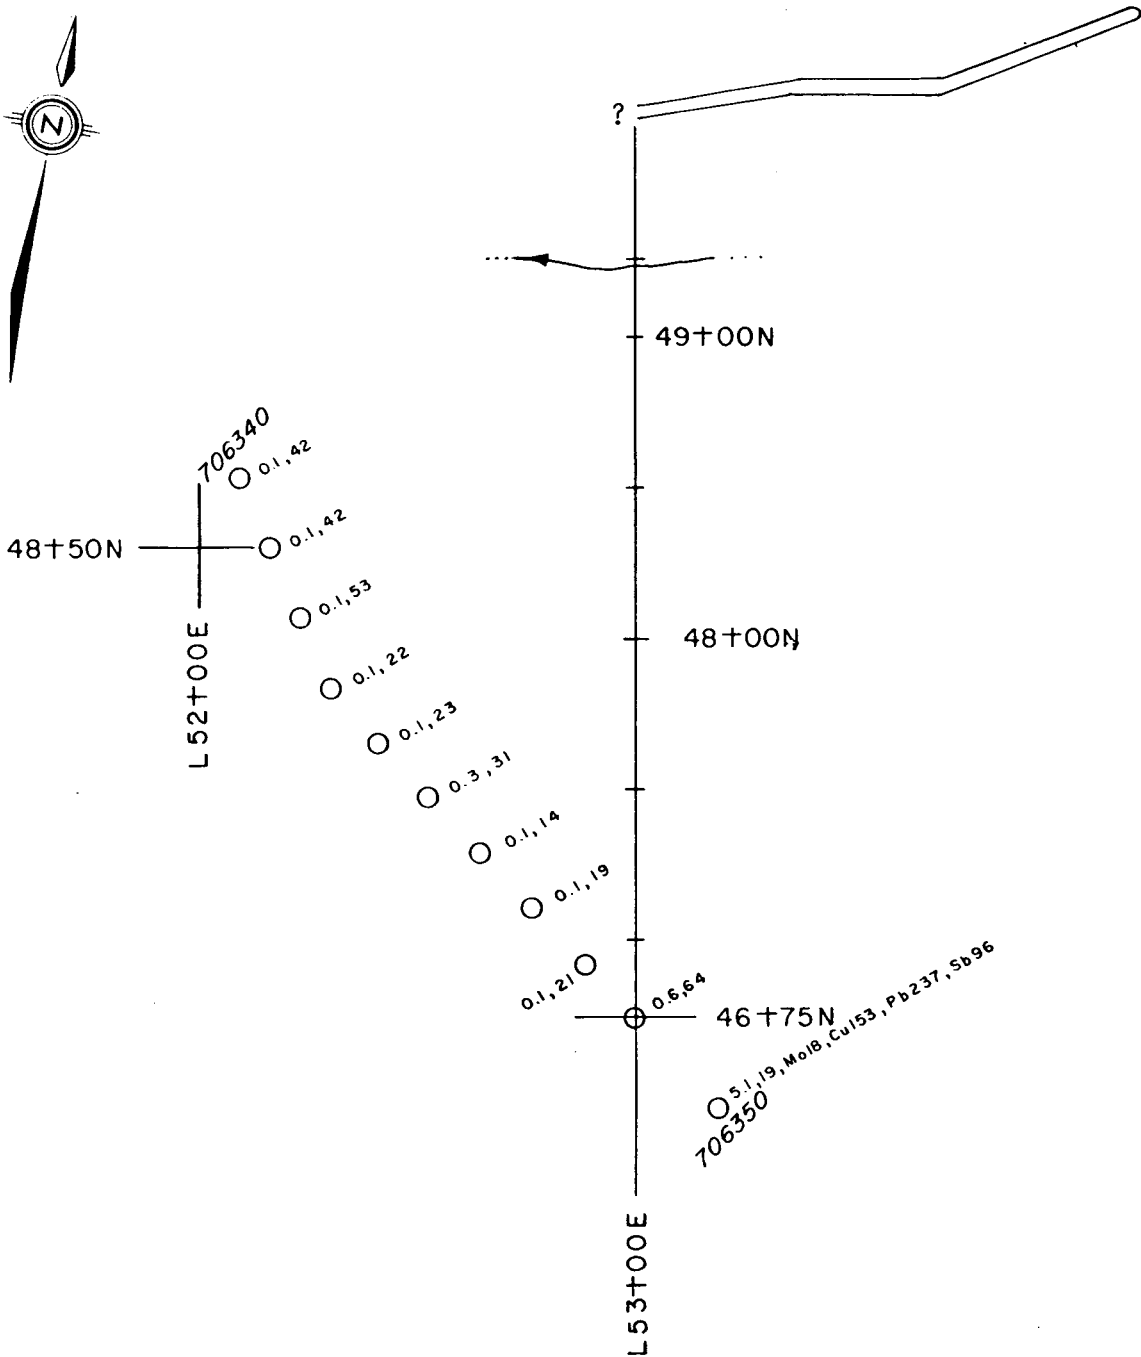 N
?
49+00N
706340
0.1,42
48+50N
0.1,42
0.1,53
48+00N
L52+00E
0.1,22
0.1,23
0.3,31
0.1,14
0.1,19
0.1,21
0.6,64
46+75N
5.1,19,Mo18,Cu153,Pb237,Sb96
706350
L53+00E